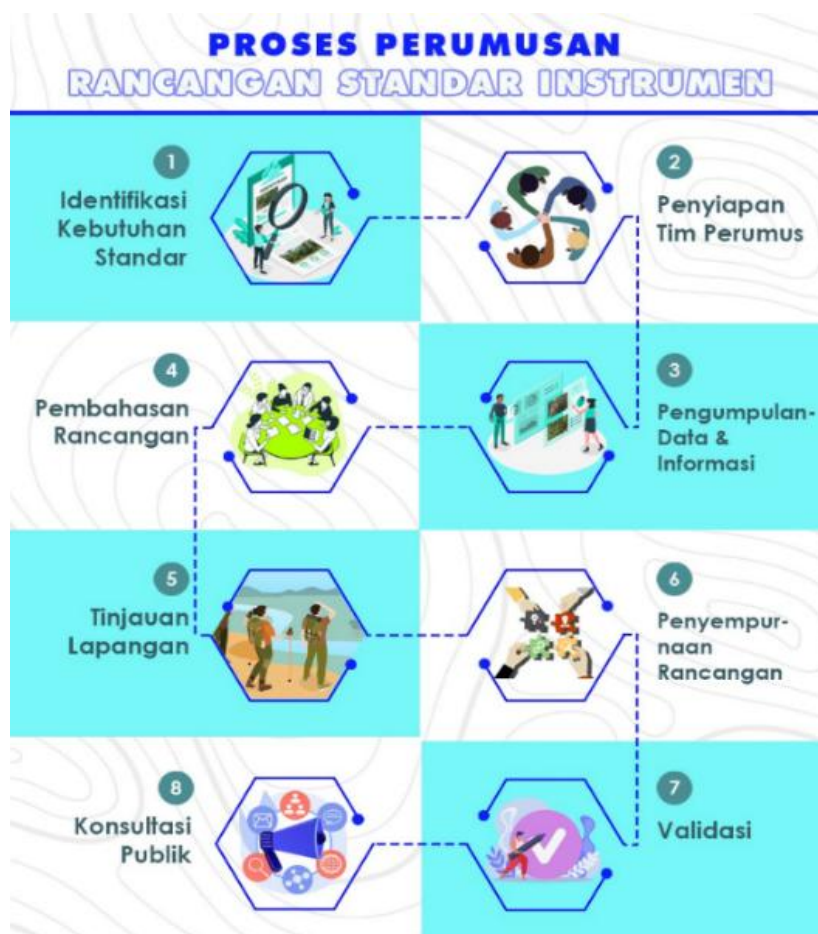 PROSES PERUMUSAN
RANCANGAN STANDAR INSTRUMEN
1
Identifikasi
Kebutuhan
Standar
2
Penyiapan
Tim Perumus
3
Pengumpulan-
Data &
Informasi
4
Pembahasan
Rancangan
5
Tinjauan
Lapangan
6
Penyempur-
naan
Rancangan
7
Validasi
8
Konsultasi
Publik